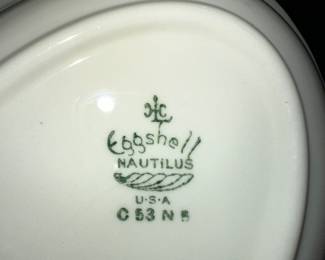 HLC
Eggshell
NAUTILUS
U·S·A
C 53 N 5